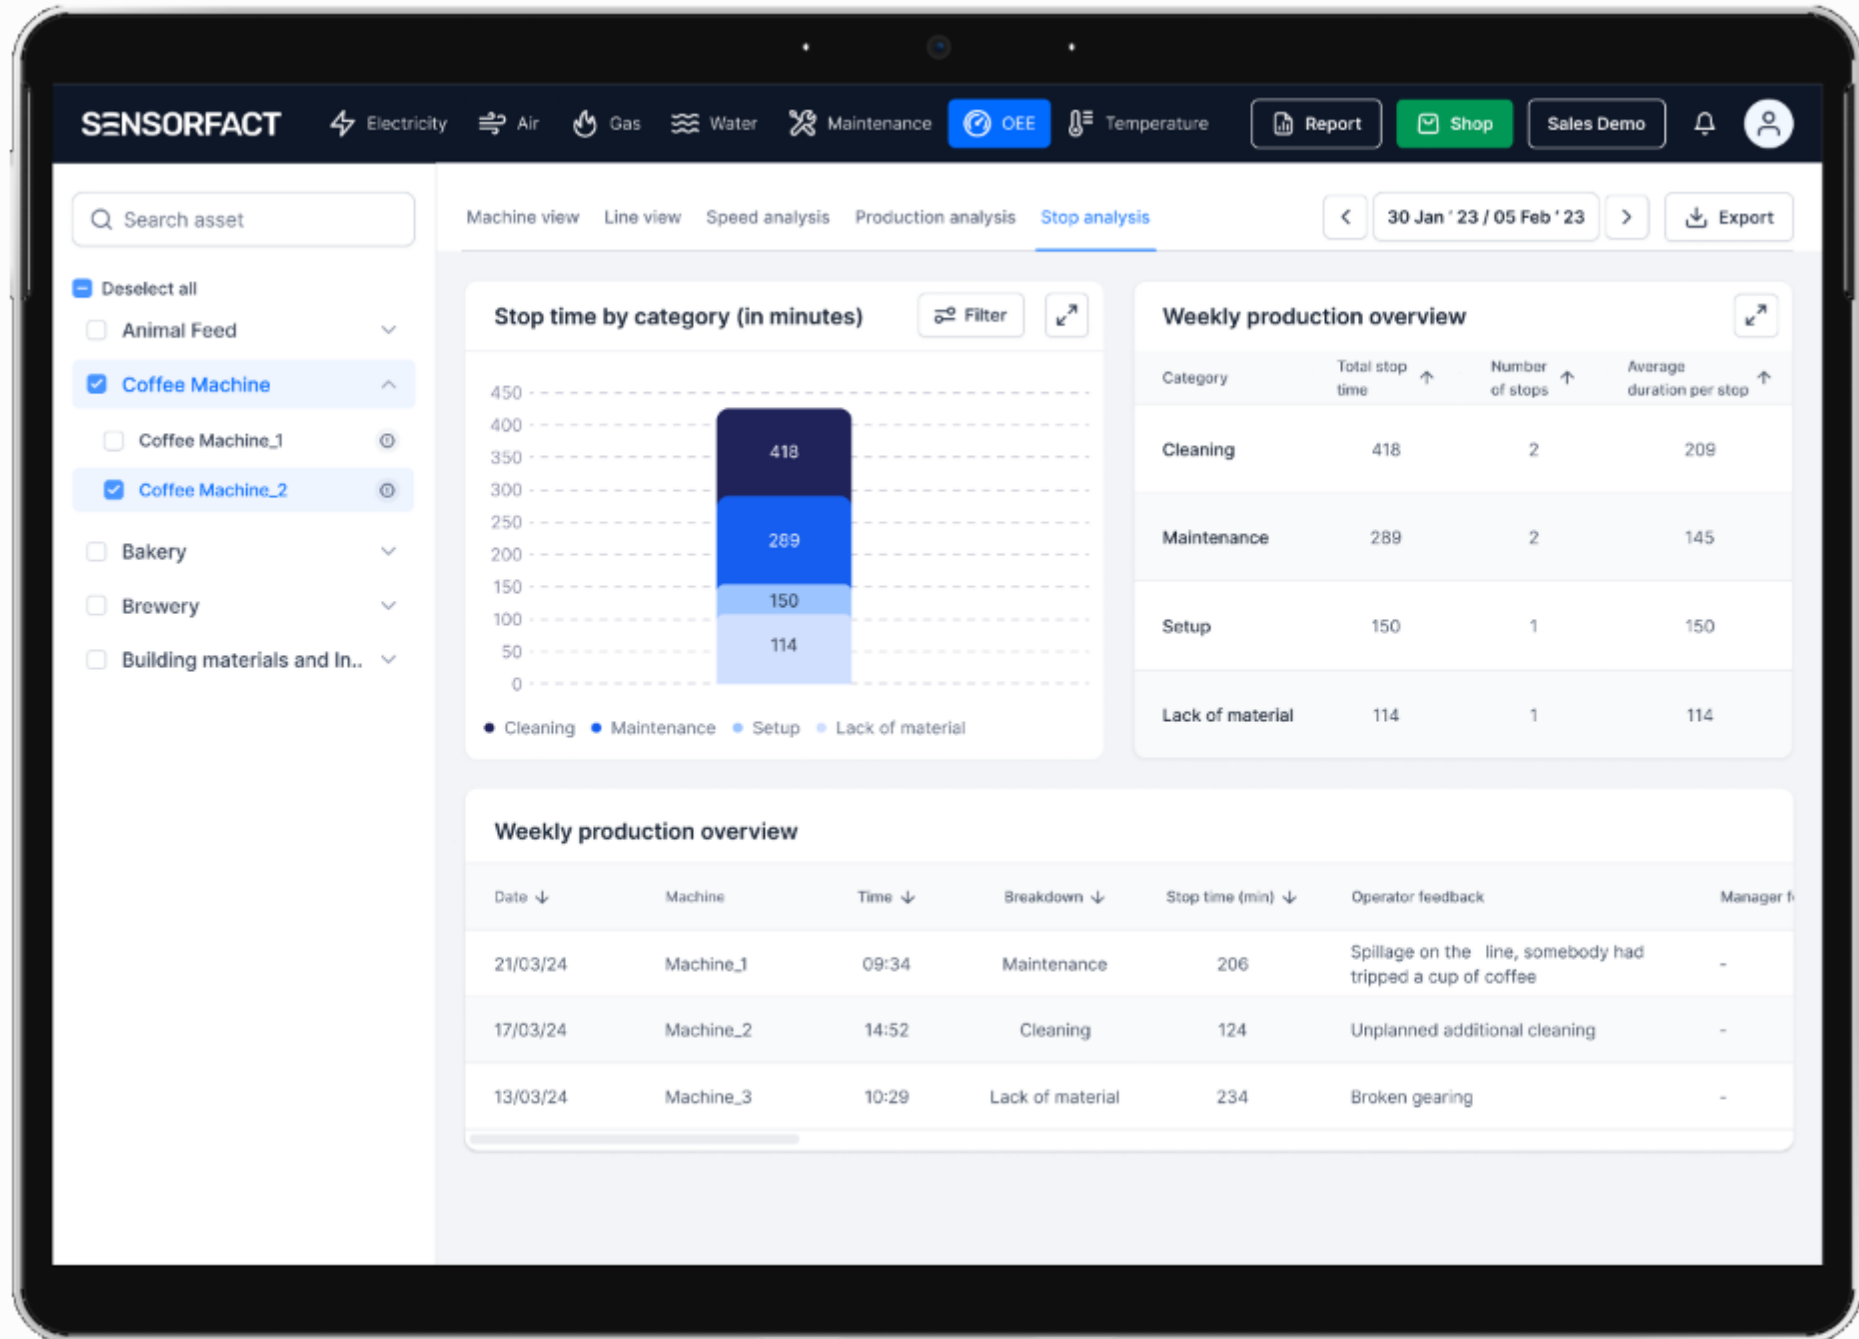 SENSORFACT Electricity Air Gas Water Maintenance OEE Temperature Report Shop Sales Demo
Search asset
Deselect all
Animal Feed
Coffee Machine
Coffee Machine_1
Coffee Machine_2
Bakery
Brewery
Building materials and In..
Machine view Line view Speed analysis Production analysis Stop analysis
30 Jan ' 23 / 05 Feb ' 23 Export
Stop time by category (in minutes) Filter
450
400
350
300
250
200
150
100
50
0
418
289
150
114
Cleaning Maintenance Setup Lack of material
Weekly production overview
Category Total stop time Number of stops Average duration per stop
Cleaning 418 2 209
Maintenance 289 2 145
Setup 150 1 150
Lack of material 114 1 114
Weekly production overview
Date Machine Time Breakdown Stop time (min) Operator feedback Manager f
21/03/24 Machine_1 09:34 Maintenance 206 Spillage on the line, somebody had
tripped a cup of coffee -
17/03/24 Machine_2 14:52 Cleaning 124 Unplanned additional cleaning -
13/03/24 Machine_3 10:29 Lack of material 234 Broken gearing -